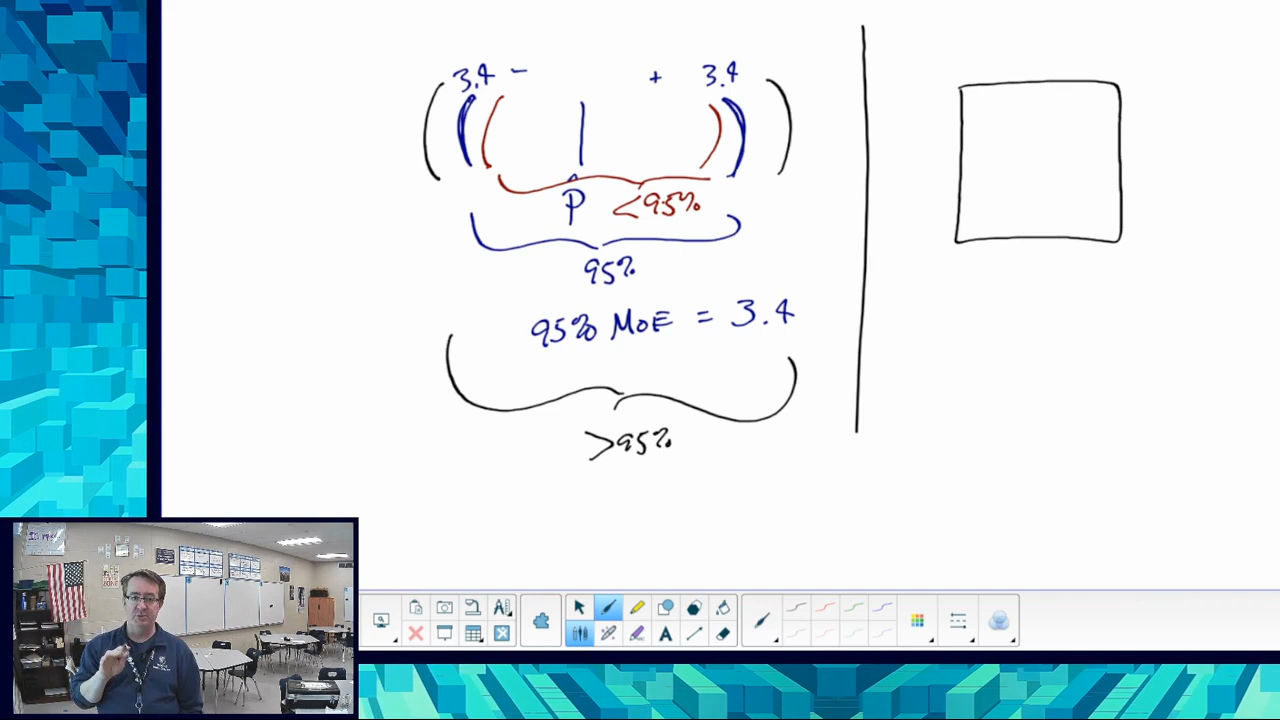 3.4 - + 3.4
( ( ( | ) ) )
p̂ <95%
95%
95% MoE = 3.4
>95%